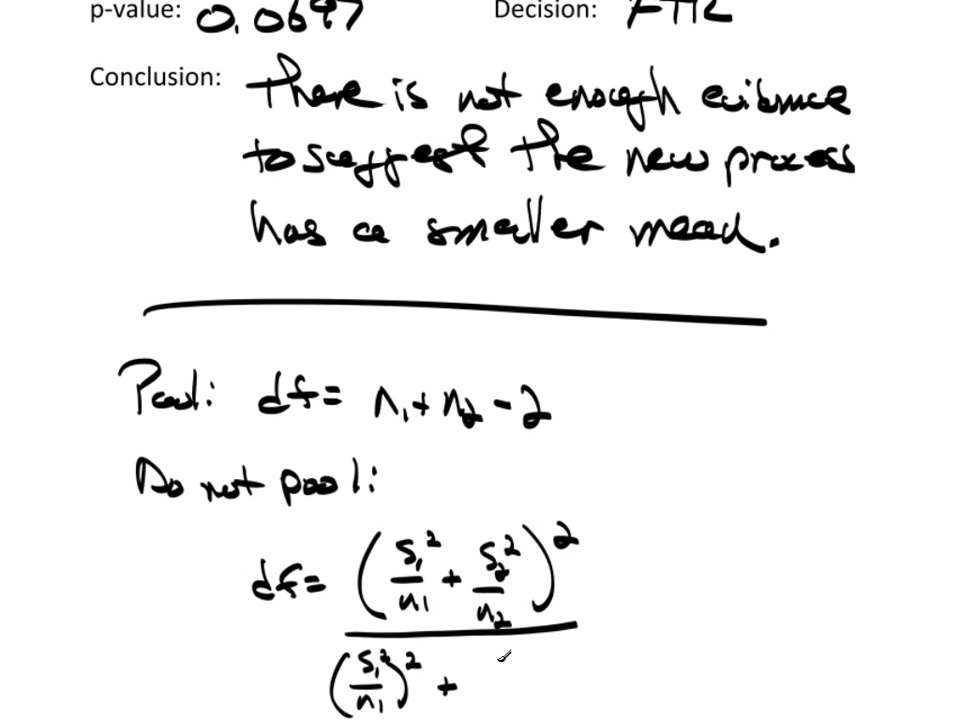 p-value: 0.0697 Decision: FTR
Conclusion: There is not enough evidence
to suggest the new process
has a smaller mean.
Pool: df = n₁ + n₂ - 2
Do not pool:
df = (s₁²/n₁ + s₂²/n₂)²
(s₁²/n₁)² +